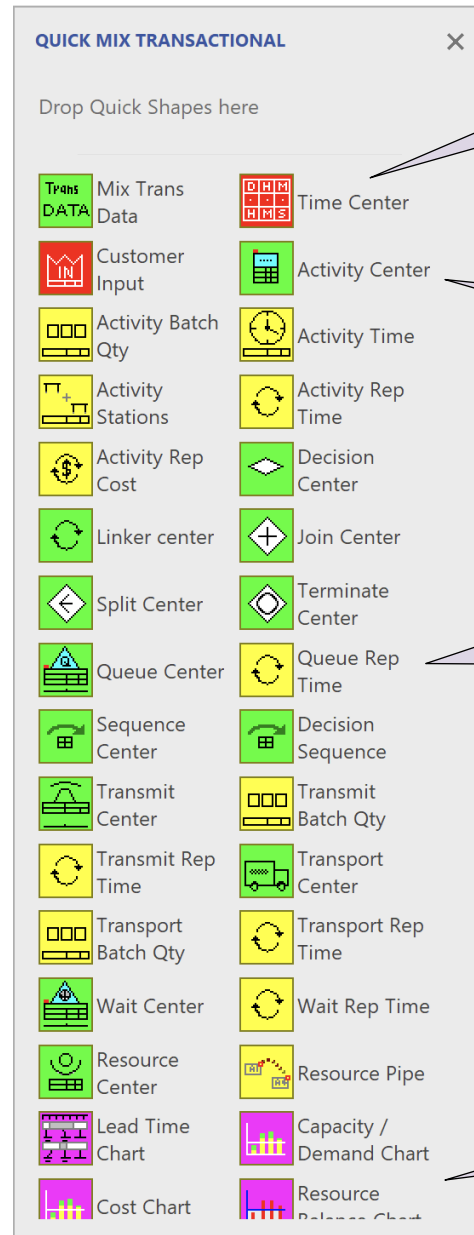 QUICK MIX TRANSACTIONAL
Drop Quick Shapes here
Trans
DATA
Mix Trans
Data
D H M
H M S
Time Center
IN
Customer
Input
Activity Center
Activity Batch
Qty
Activity Time
Activity
Stations
Activity Rep
Time
$
Activity Rep
Cost
Decision
Center
Linker center
Join Center
Split Center
Terminate
Center
Q
Queue Center
Queue Rep
Time
Sequence
Center
Decision
Sequence
Transmit
Center
Transmit
Batch Qty
Transmit Rep
Time
Transport
Center
Transport
Batch Qty
Transport Rep
Time
Wait Center
Wait Rep Time
Resource
Center
Resource Pipe
Lead Time
Chart
Capacity /
Demand Chart
Cost Chart
Resource
Balance Chart